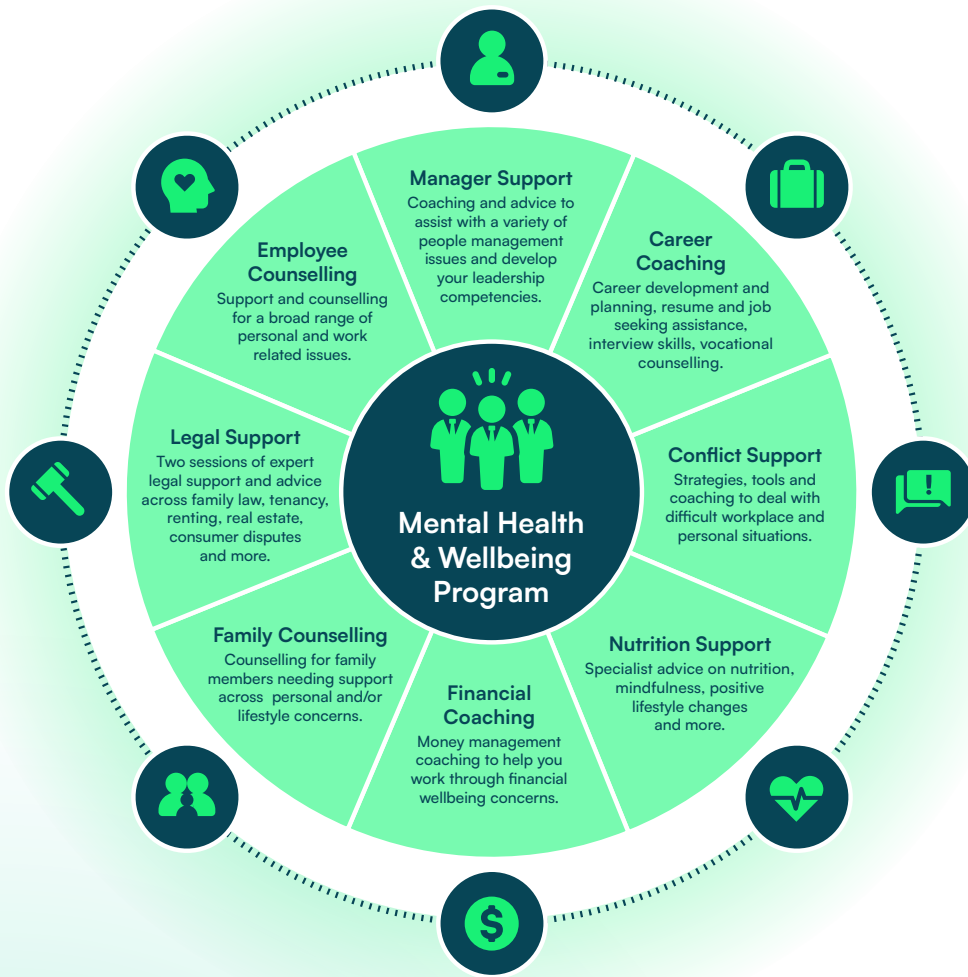 Manager Support
Coaching and advice to
assist with a variety of
people management
issues and develop
your leadership
competencies.
Career
Coaching
Career development and
planning, resume and job
seeking assistance,
interview skills, vocational
counselling.
Conflict Support
Strategies, tools and
coaching to deal with
difficult workplace and
personal situations.
Nutrition Support
Specialist advice on nutrition,
mindfulness, positive
lifestyle changes
and more.
Financial
Coaching
Money management
coaching to help you
work through financial
wellbeing concerns.
Family Counselling
Counselling for family
members needing support
across personal and/or
lifestyle concerns.
Legal Support
Two sessions of expert
legal support and advice
across family law, tenancy,
renting, real estate,
consumer disputes
and more.
Employee
Counselling
Support and counselling
for a broad range of
personal and work
related issues.
Mental Health
& Wellbeing
Program
!
$